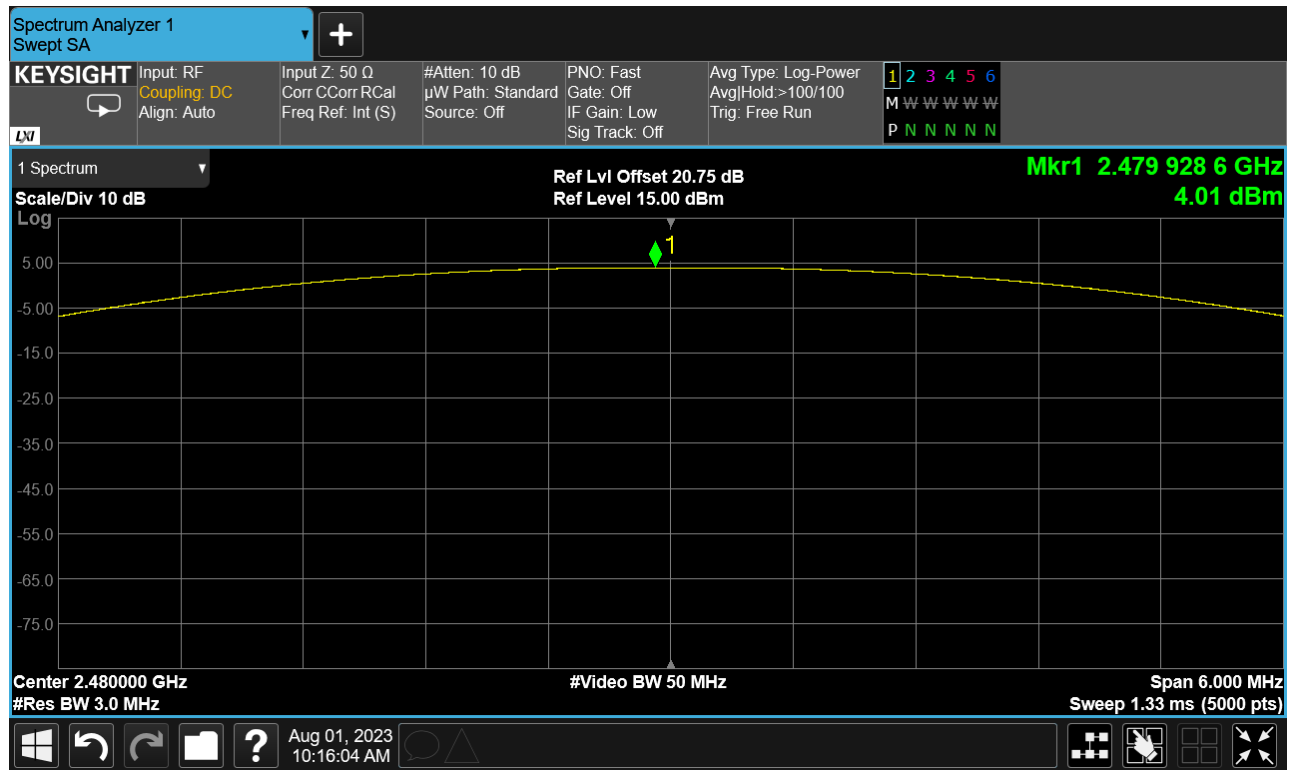 Spectrum Analyzer 1
Swept SA
+
KEYSIGHT
LXI
Input: RF
Coupling: DC
Align: Auto
Input Z: 50 Ω
Corr CCorr RCal
Freq Ref: Int (S)
#Atten: 10 dB
µW Path: Standard
Source: Off
PNO: Fast
Gate: Off
IF Gain: Low
Sig Track: Off
Avg Type: Log-Power
Avg|Hold:>100/100
Trig: Free Run
1 2 3 4 5 6
M W W W W W
P N N N N N
1 Spectrum
Scale/Div 10 dB
Ref Lvl Offset 20.75 dB
Ref Level 15.00 dBm
Mkr1 2.479 928 6 GHz
4.01 dBm
Log
1
5.00
-5.00
-15.0
-25.0
-35.0
-45.0
-55.0
-65.0
-75.0
Center 2.480000 GHz
#Res BW 3.0 MHz
#Video BW 50 MHz
Span 6.000 MHz
Sweep 1.33 ms (5000 pts)
?
Aug 01, 2023
10:16:04 AM